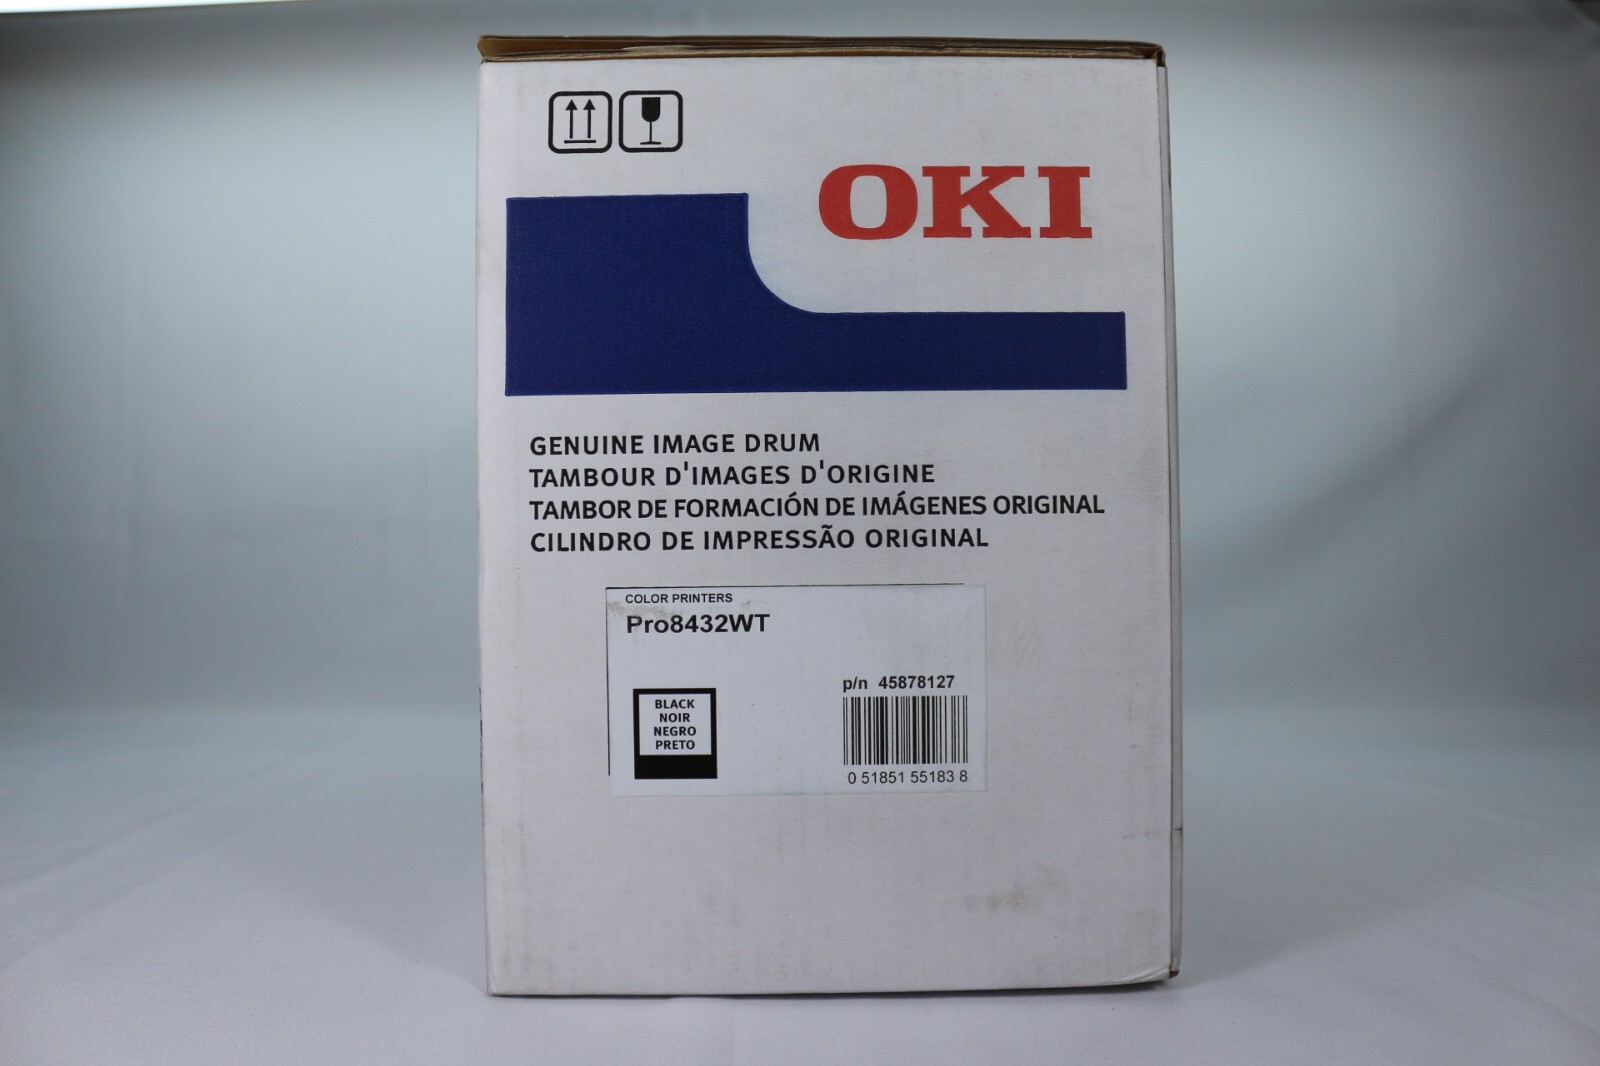 OKI
GENUINE IMAGE DRUM
TAMBOUR D'IMAGES D'ORIGINE
TAMBOR DE FORMACIÓN DE IMÁGENES ORIGINAL
CILINDRO DE IMPRESSÃO ORIGINAL
COLOR PRINTERS
Pro8432WT
BLACK
NOIR
NEGRO
PRETO
p/n 45878127
0 51851 55183 8